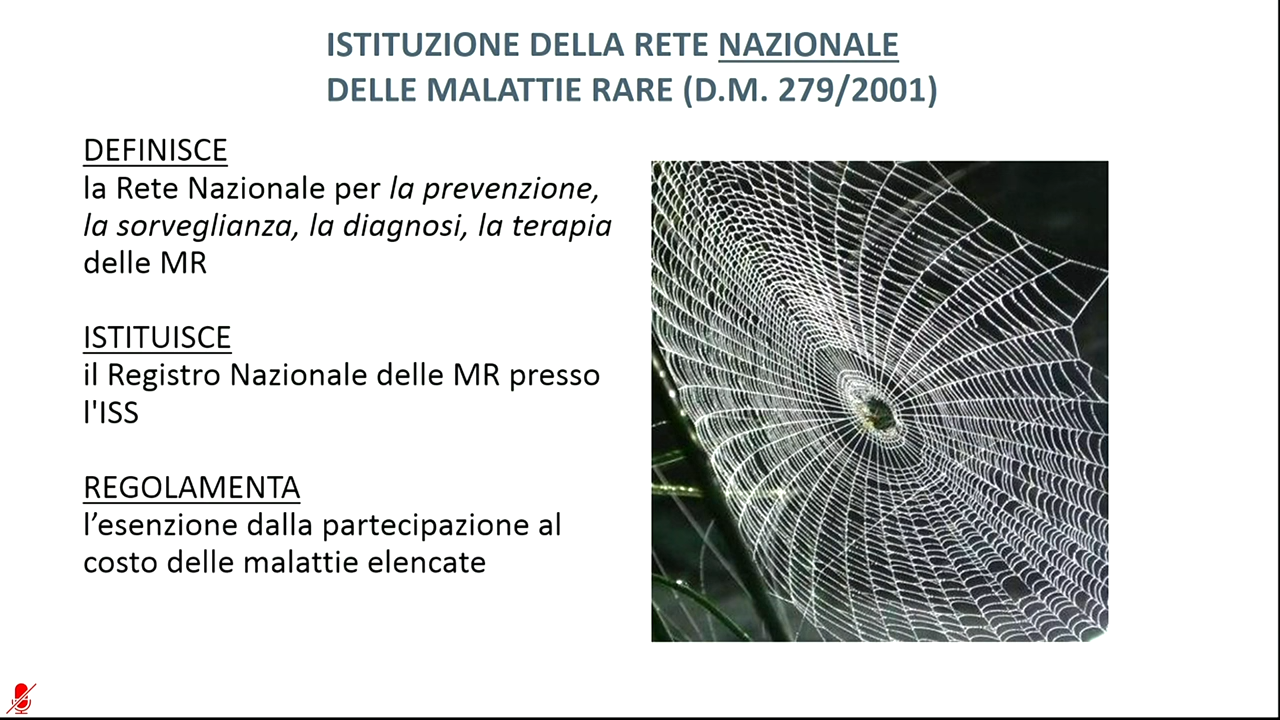 ISTITUZIONE DELLA RETE NAZIONALE
DELLE MALATTIE RARE (D.M. 279/2001)
DEFINISCE
la Rete Nazionale per la prevenzione,
la sorveglianza, la diagnosi, la terapia
delle MR
ISTITUISCE
il Registro Nazionale delle MR presso
l'ISS
REGOLAMENTA
l’esenzione dalla partecipazione al
costo delle malattie elencate